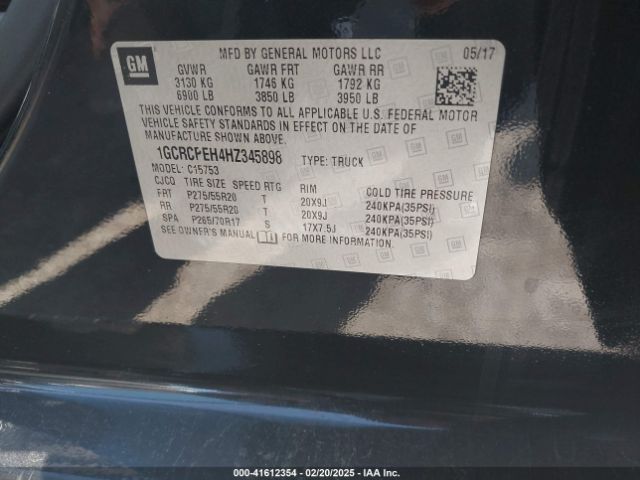 GM
MFD BY GENERAL MOTORS LLC 05/17
GVWR GAWR FRT GAWR RR
3130 KG 1746 KG 1792 KG
6900 LB 3850 LB 3950 LB
THIS VEHICLE CONFORMS TO ALL APPLICABLE U.S. FEDERAL MOTOR
VEHICLE SAFETY STANDARDS IN EFFECT ON THE DATE OF
MANUFACTURE SHOWN ABOVE.
1GCRCPEH4HZ345898 TYPE: TRUCK
MODEL: C15753
CJCQ TIRE SIZE SPEED RTG RIM COLD TIRE PRESSURE
FRT P275/55R20 T 20X9J 240KPA(35PSI)
RR P275/55R20 T 20X9J 240KPA(35PSI)
SPA P265/70R17 S 17X7.5J 240KPA(35PSI)
SEE OWNER'S MANUAL FOR MORE INFORMATION.
000-41612354 - 02/20/2025 - IAA Inc.